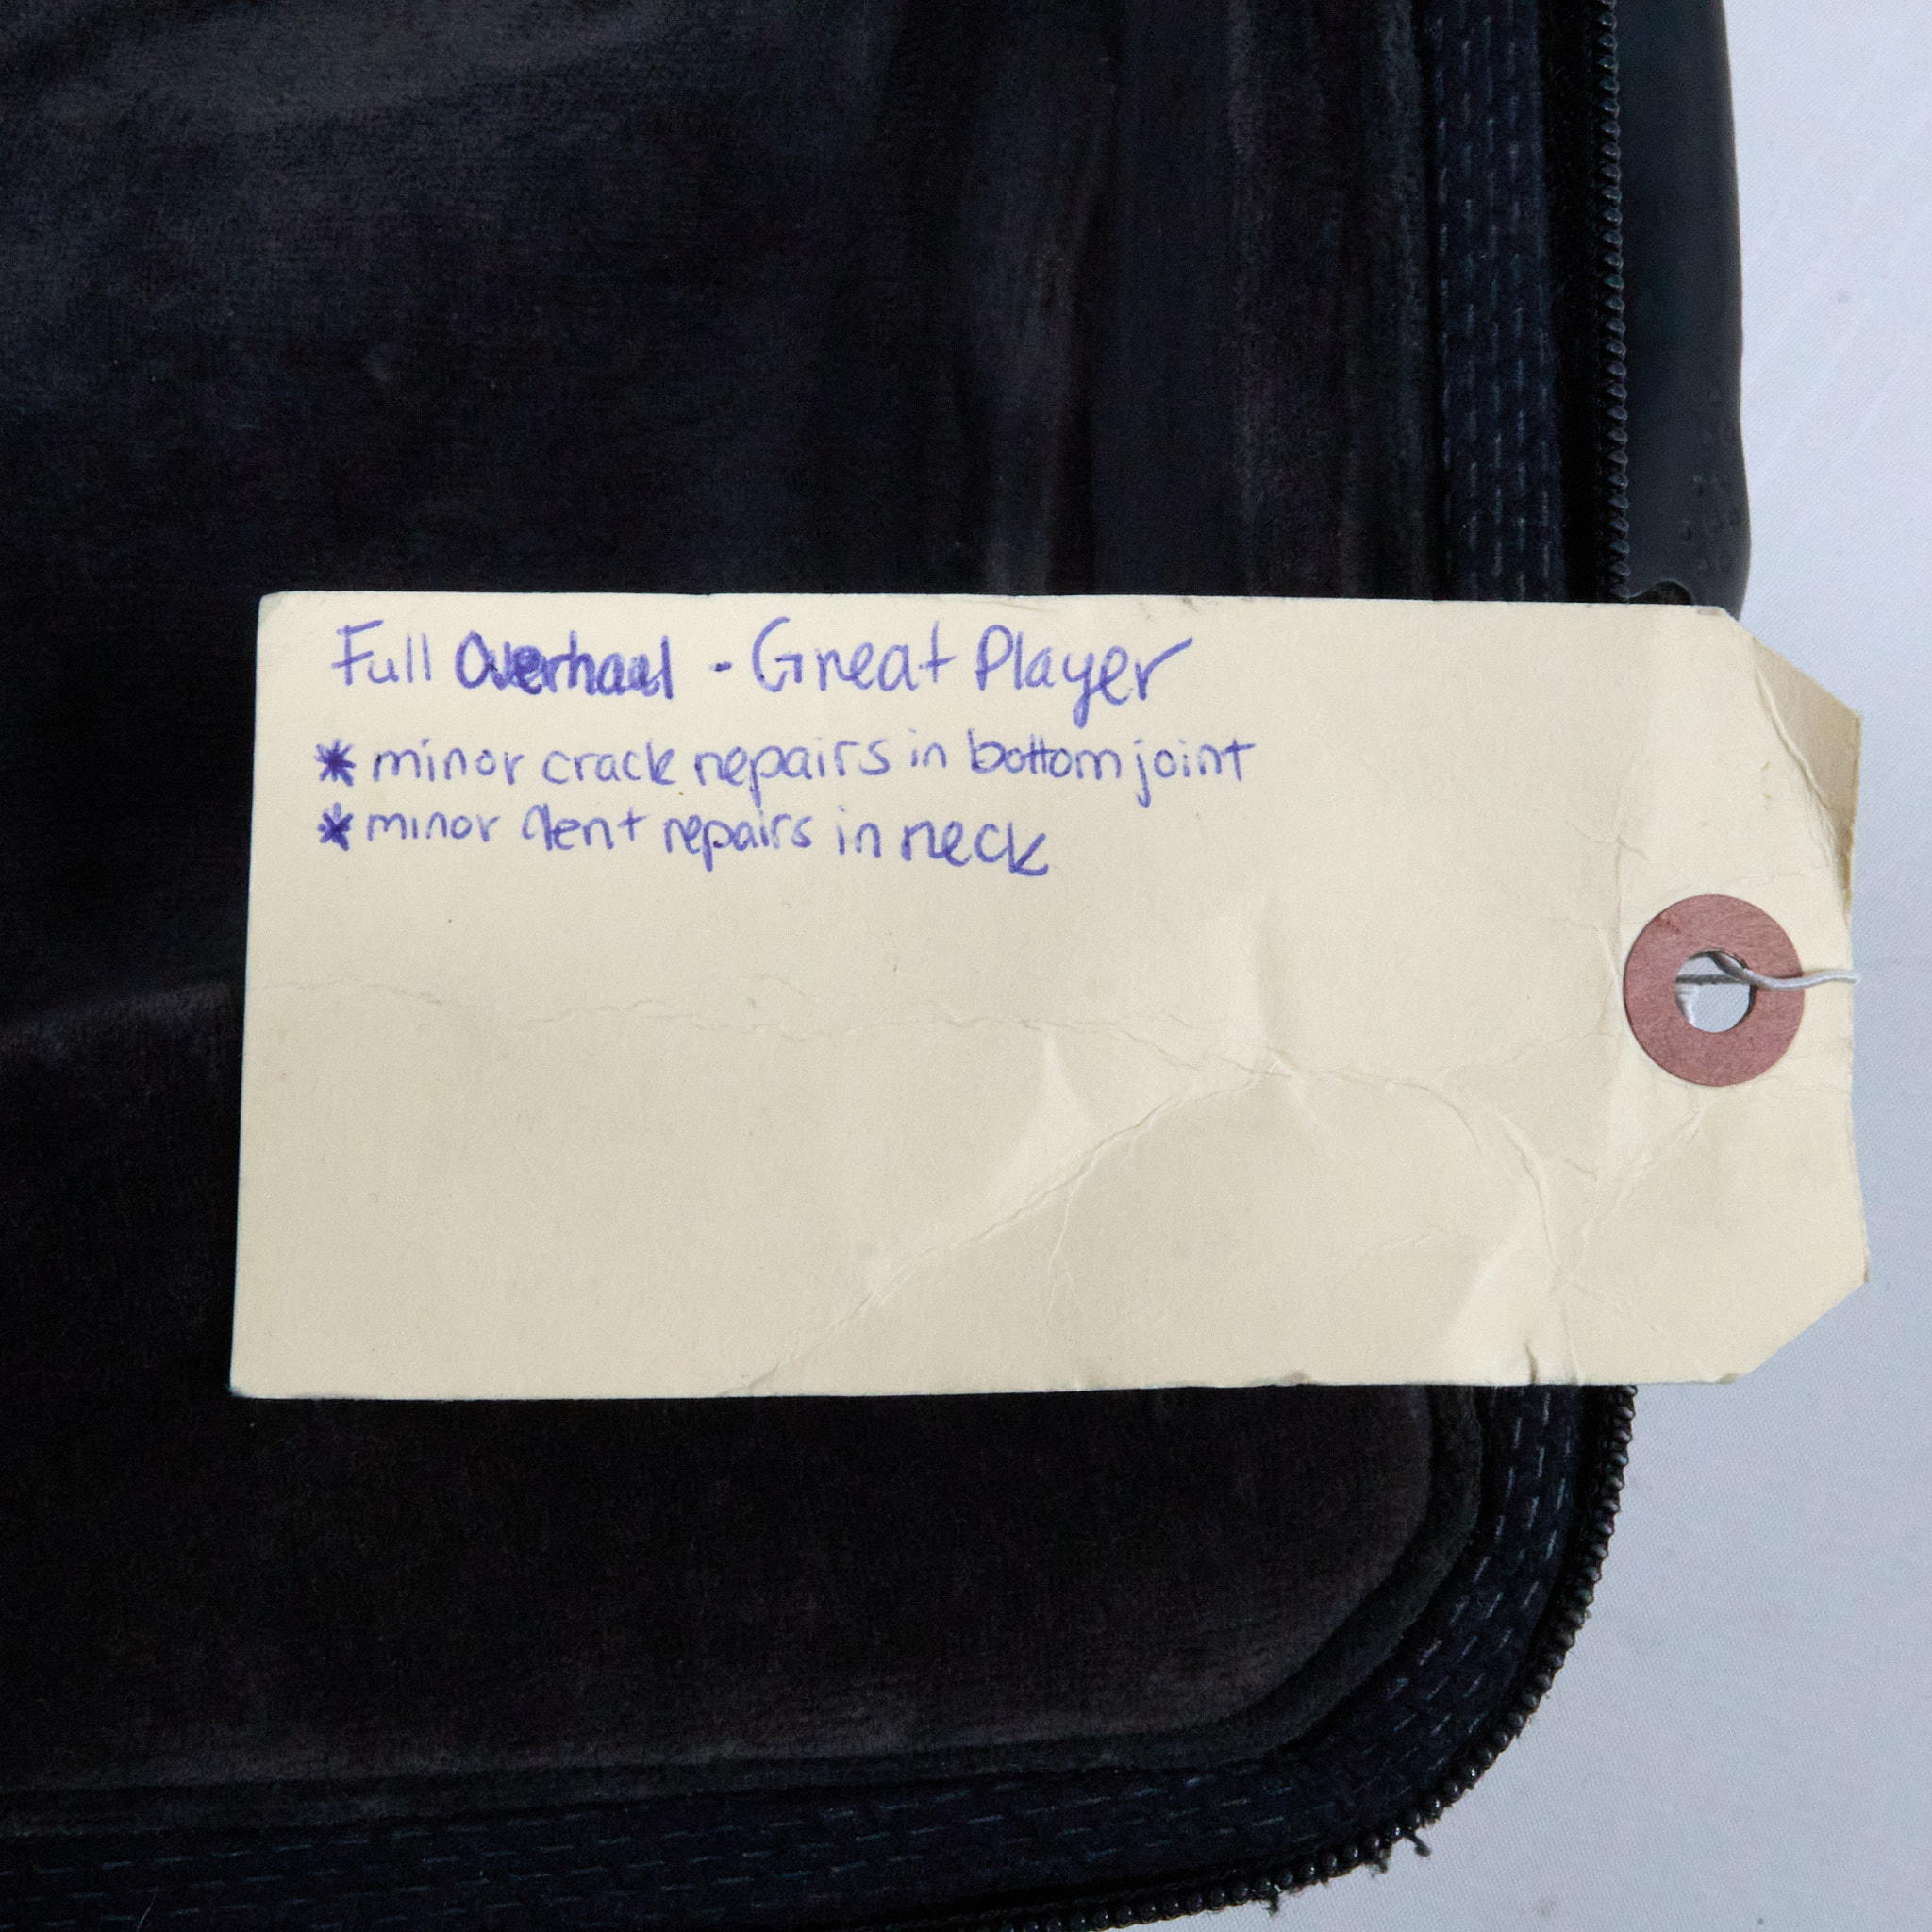 Full Overhaul - Great Player
* minor crack repairs in bottom joint
* minor dent repairs in neck